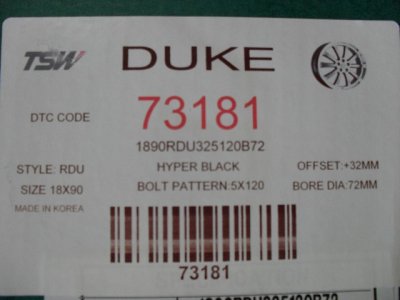 TSW DUKE
DTC CODE 73181
1890RDU325120B72
STYLE: RDU HYPER BLACK OFFSET:+32MM
SIZE 18X90 BOLT PATTERN:5X120 BORE DIA:72MM
MADE IN KOREA
73181
1890RDU325120B72